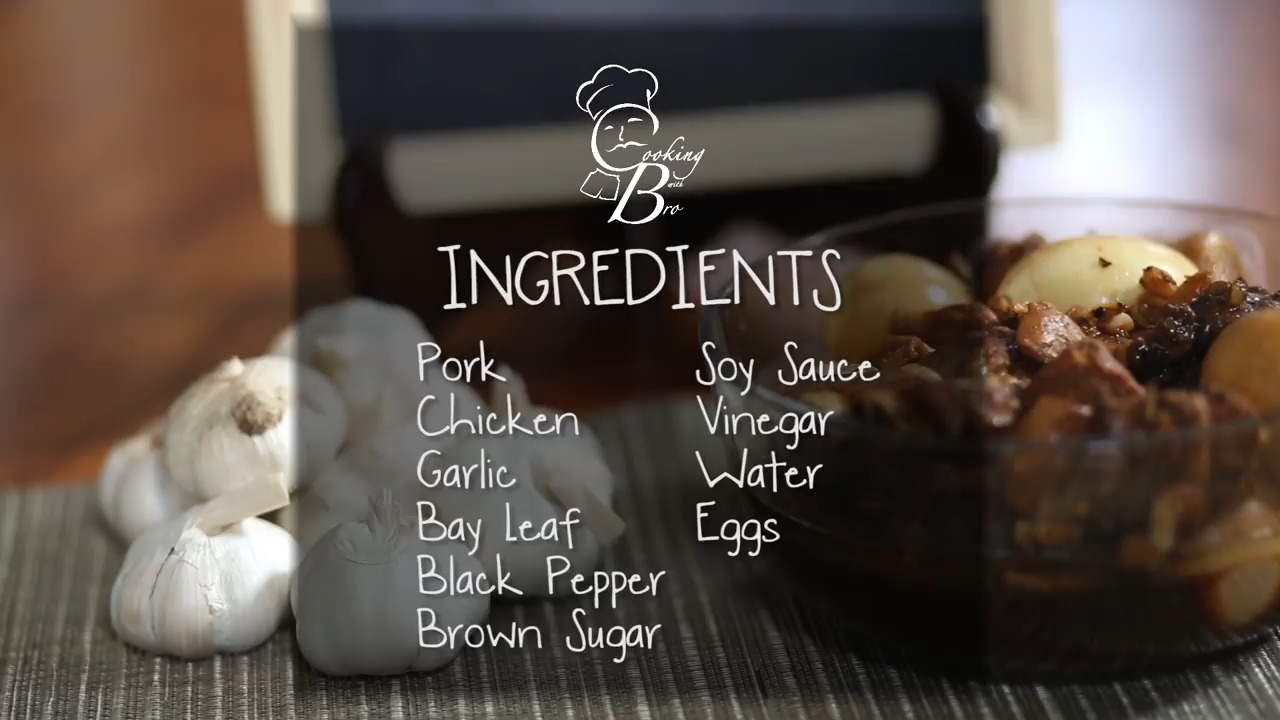 Cooking
with
Bro
INGREDIENTS
Pork
Chicken
Garlic
Bay Leaf
Black Pepper
Brown Sugar
Soy Sauce
Vinegar
Water
Eggs